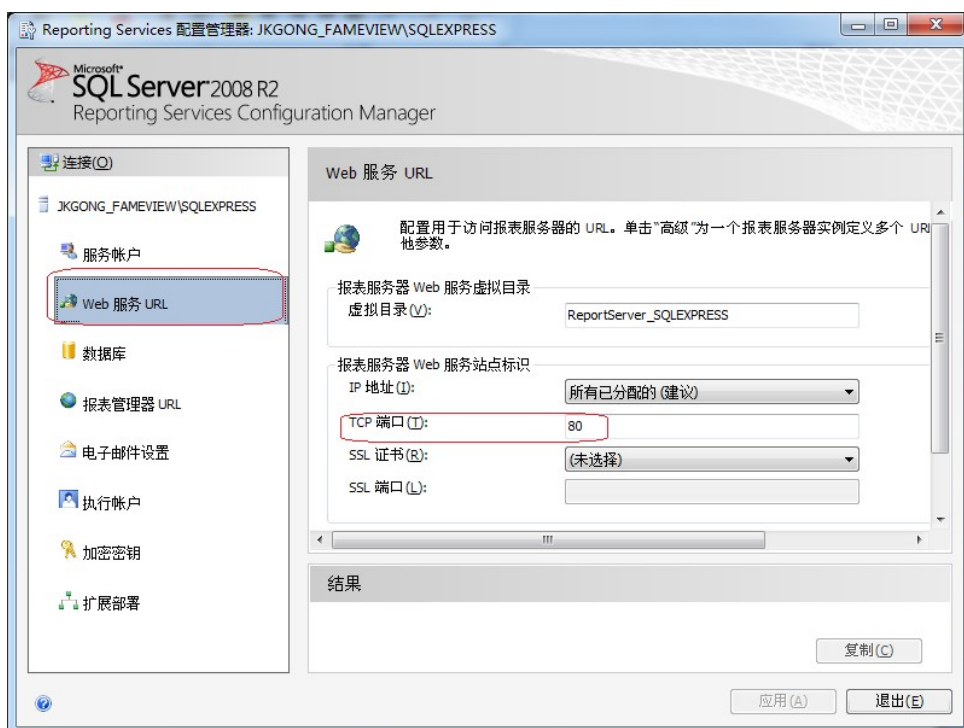 Reporting Services 配置管理器: JKGONG_FAMEVIEW\SQLEXPRESS
Microsoft
SQL Server 2008 R2
Reporting Services Configuration Manager
连接(O)
JKGONG_FAMEVIEW\SQLEXPRESS
服务帐户
Web 服务 URL
数据库
报表管理器 URL
电子邮件设置
执行帐户
加密密钥
扩展部署
Web 服务 URL
配置用于访问报表服务器的 URL。单击"高级"为一个报表服务器实例定义多个 URL
他参数。
报表服务器 Web 服务虚拟目录
虚拟目录(V): ReportServer_SQLEXPRESS
报表服务器 Web 服务站点标识
IP 地址(I): 所有已分配的 (建议)
TCP 端口(T): 80
SSL 证书(R): (未选择)
SSL 端口(L):
结果
复制(C)
应用(A) 退出(E)